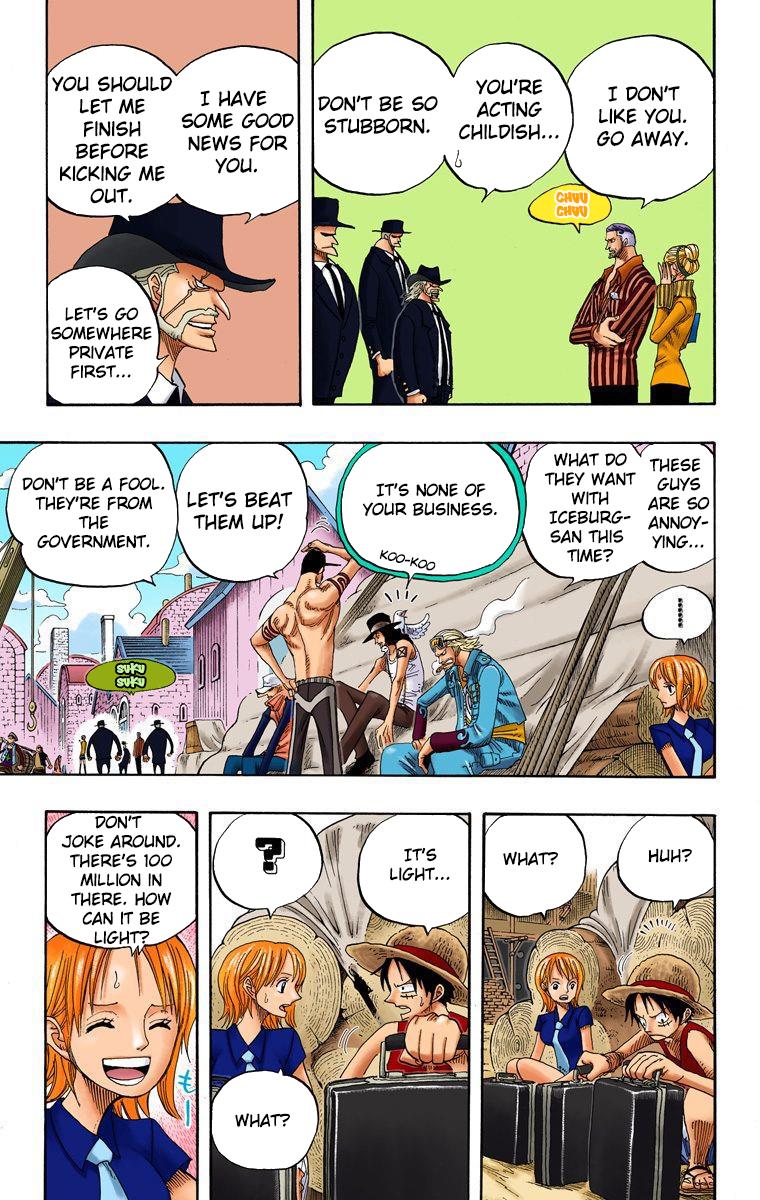 I DON'T
LIKE YOU.
GO AWAY.
YOU'RE
ACTING
CHILDISH...
DON'T BE SO
STUBBORN.
CHUU
CHUU
I HAVE
SOME GOOD
NEWS FOR
YOU.
YOU SHOULD
LET ME
FINISH
BEFORE
KICKING ME
OUT.
LET'S GO
SOMEWHERE
PRIVATE
FIRST...
THESE
GUYS
ARE SO
ANNOY-
YING...
WHAT DO
THEY WANT
WITH
ICEBURG-
SAN THIS
TIME?
IT'S NONE OF
YOUR BUSINESS.
KOO-KOO
LET'S BEAT
THEM UP!
DON'T BE A FOOL.
THEY'RE FROM
THE
GOVERNMENT.
SUKU
SUKU
HUH?
WHAT?
IT'S
LIGHT...
?
WHAT?
DON'T
JOKE AROUND.
THERE'S 100
MILLION IN
THERE. HOW
CAN IT BE
LIGHT?
もー